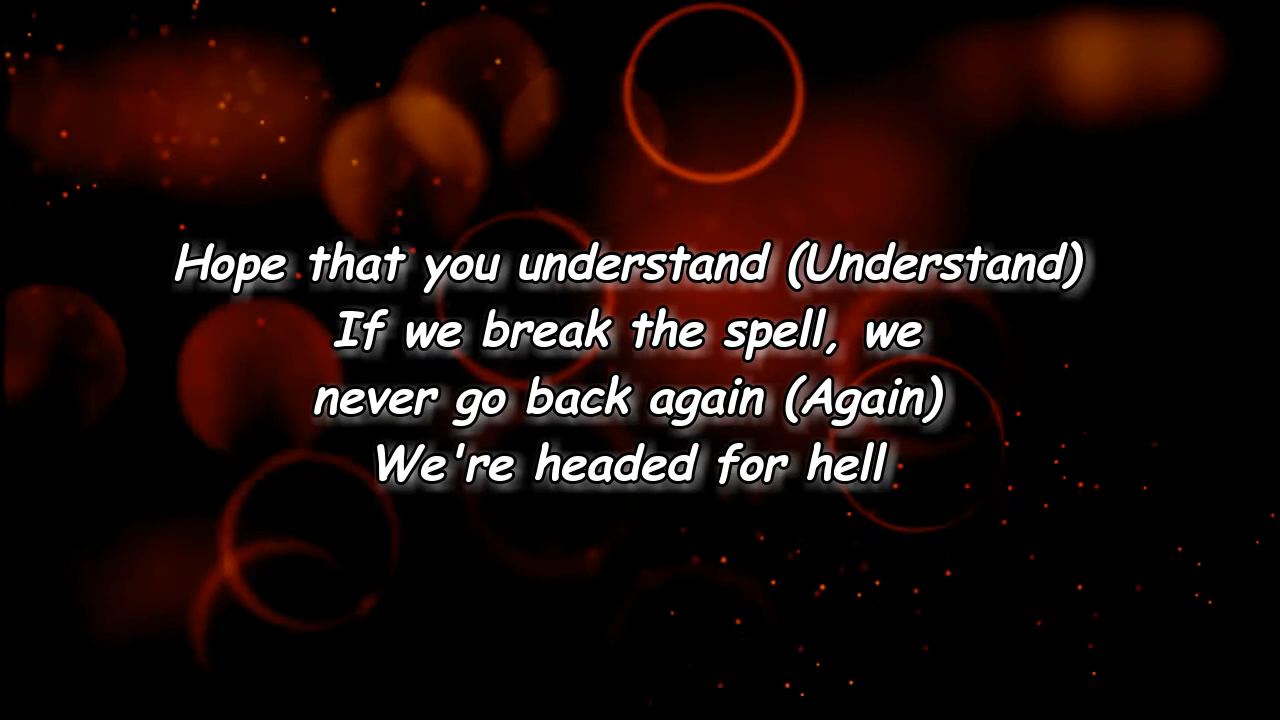 Hope that you understand (Understand)
If we break the spell, we
never go back again (Again)
We're headed for hell